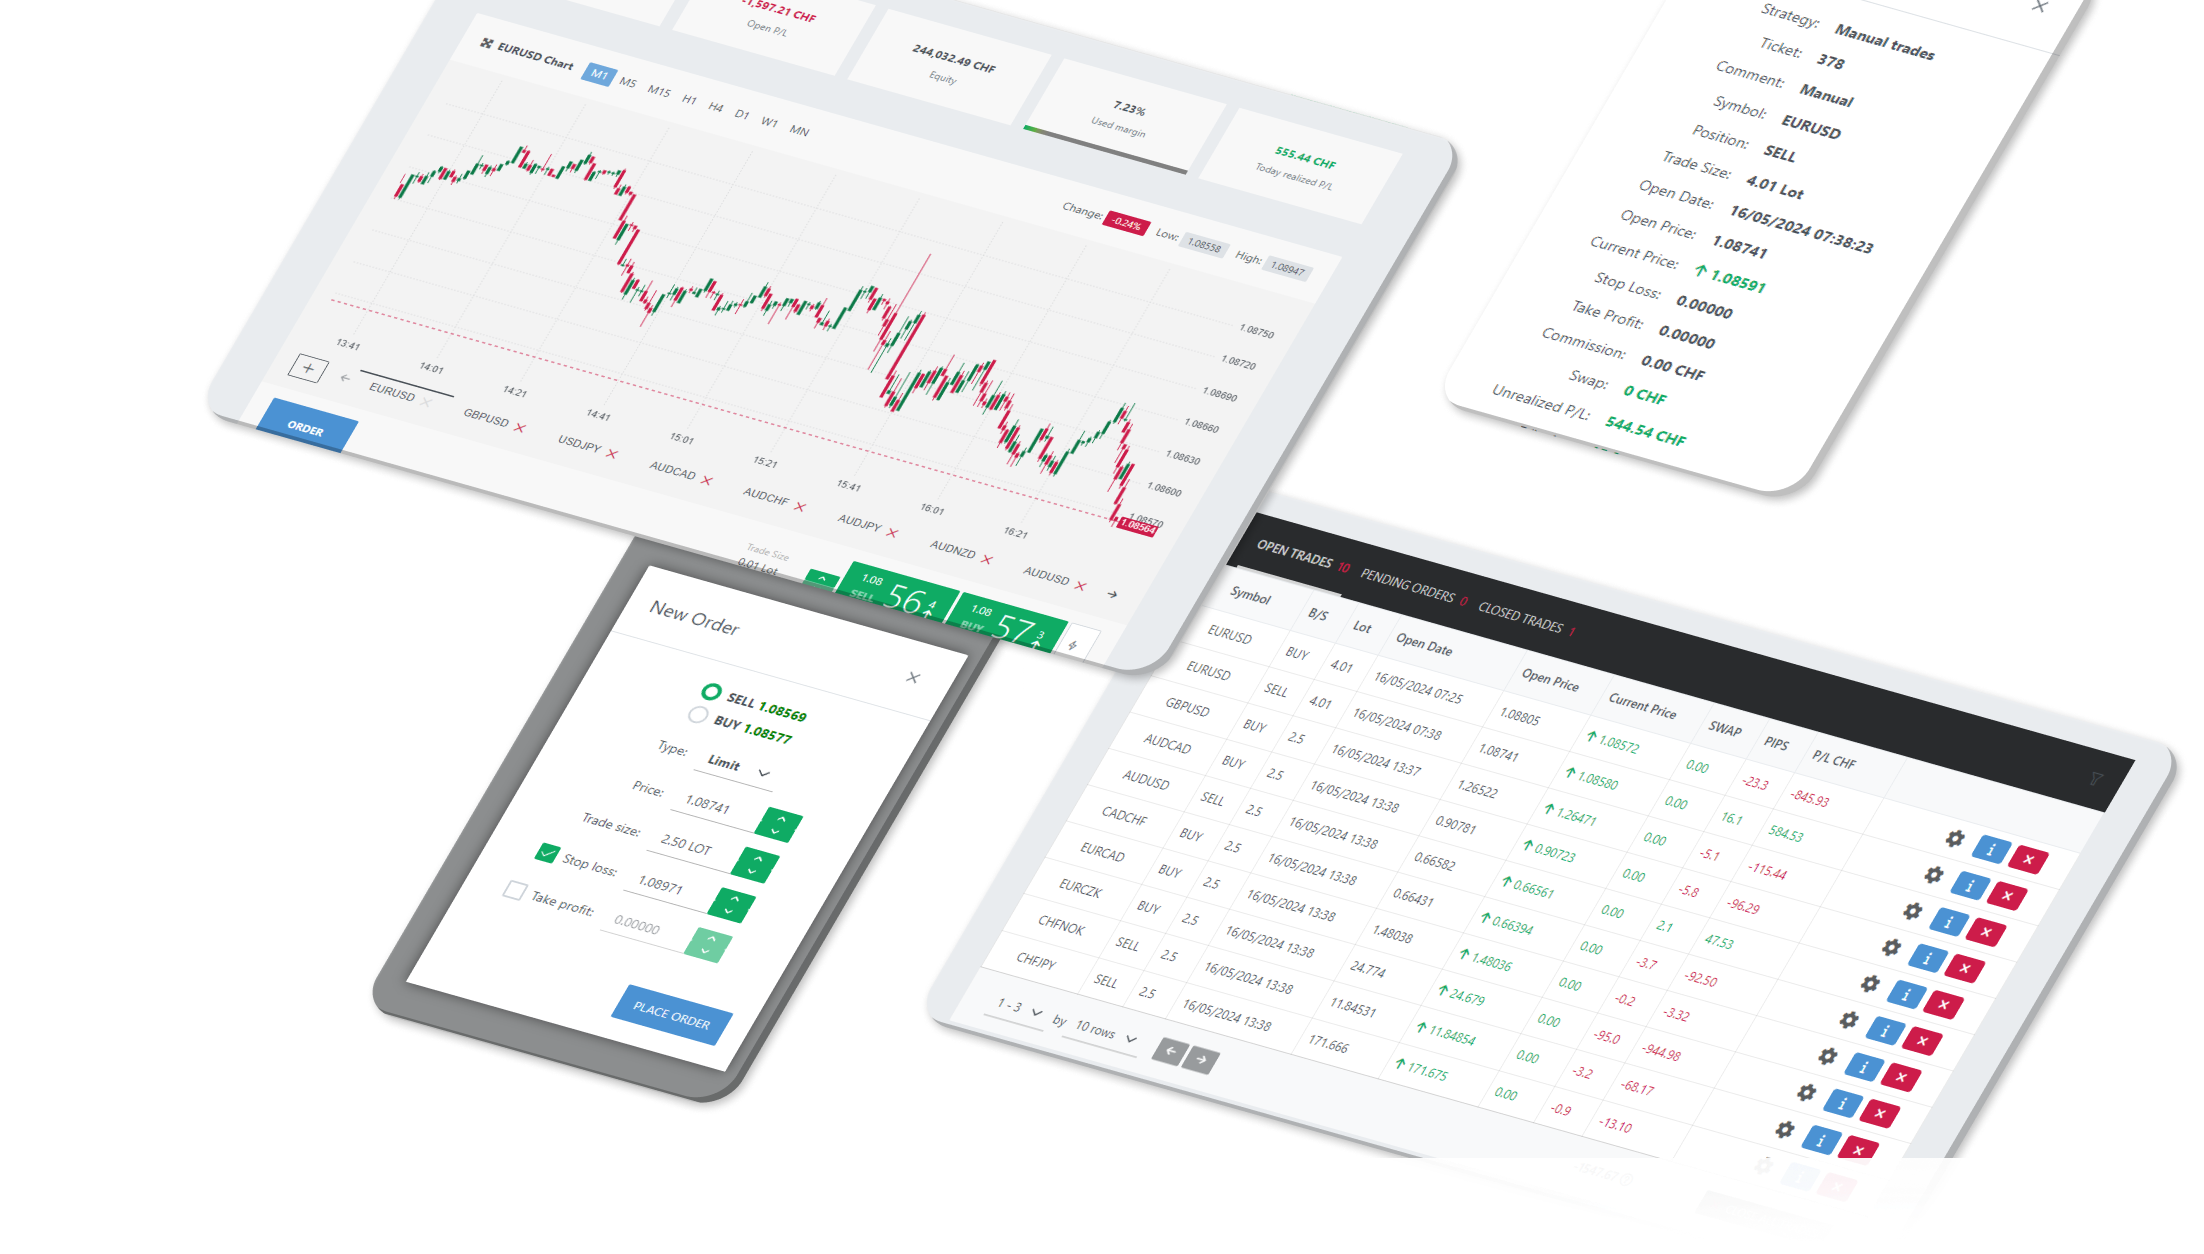 -1,597.21 CHF
Open P/L
244,032.49 CHF
Equity
7.23%
Used margin
555.44 CHF
Today realized P/L
EURUSD Chart M1 M5 M15 H1 H4 D1 W1 MN
Change: -0.24% Low: 1.08558 High: 1.08947
1.08750
1.08720
1.08690
1.08660
1.08630
1.08600
1.08570
1.08564
13:41 14:01 14:21 14:41 15:01 15:21 15:41 16:01 16:21
EURUSD GBPUSD USDJPY AUDCAD AUDCHF AUDJPY AUDNZD AUDUSD
ORDER
Trade Size
0.01 Lot
1.08 56 4
SELL
1.08 57 3
BUY
Strategy: Manual trades
Ticket: 378
Comment: Manual
Symbol: EURUSD
Position: SELL
Trade Size: 4.01 Lot
Open Date: 16/05/2024 07:38:23
Open Price: 1.08741
Current Price: ↑ 1.08591
Stop Loss: 0.00000
Take Profit: 0.00000
Commission: 0.00 CHF
Swap: 0 CHF
Unrealized P/L: 544.54 CHF
New Order
SELL 1.08569
BUY 1.08577
Type: Limit
Price: 1.08741
Trade size: 2.50 LOT
Stop loss: 1.08971
Take profit: 0.00000
PLACE ORDER
OPEN TRADES 10 PENDING ORDERS 0 CLOSED TRADES 1
Symbol B/S Lot Open Date Open Price Current Price SWAP PIPS P/L CHF
EURUSD BUY 4.01 16/05/2024 07:25 1.08805 ↑ 1.08572 0.00 -23.3 -845.93
EURUSD SELL 4.01 16/05/2024 07:38 1.08741 ↑ 1.08580 0.00 16.1 584.53
GBPUSD BUY 2.5 16/05/2024 13:37 1.26522 ↑ 1.26471 0.00 -5.1 -115.44
AUDCAD BUY 2.5 16/05/2024 13:38 0.90781 ↑ 0.90723 0.00 -5.8 -96.29
AUDUSD SELL 2.5 16/05/2024 13:38 0.66582 ↑ 0.66561 0.00 2.1 47.53
CADCHF BUY 2.5 16/05/2024 13:38 0.66431 ↑ 0.66394 0.00 -3.7 -92.50
EURCAD BUY 2.5 16/05/2024 13:38 1.48038 ↑ 1.48036 0.00 -0.2 -3.32
EURCZK BUY 2.5 16/05/2024 13:38 24.774 ↑ 24.679 0.00 -95.0 -944.98
CHFNOK SELL 2.5 16/05/2024 13:38 11.84531 ↑ 11.84854 0.00 -3.2 -68.17
CHFJPY SELL 2.5 16/05/2024 13:38 171.666 ↑ 171.675 0.00 -0.9 -13.10
1 - 3 by 10 rows